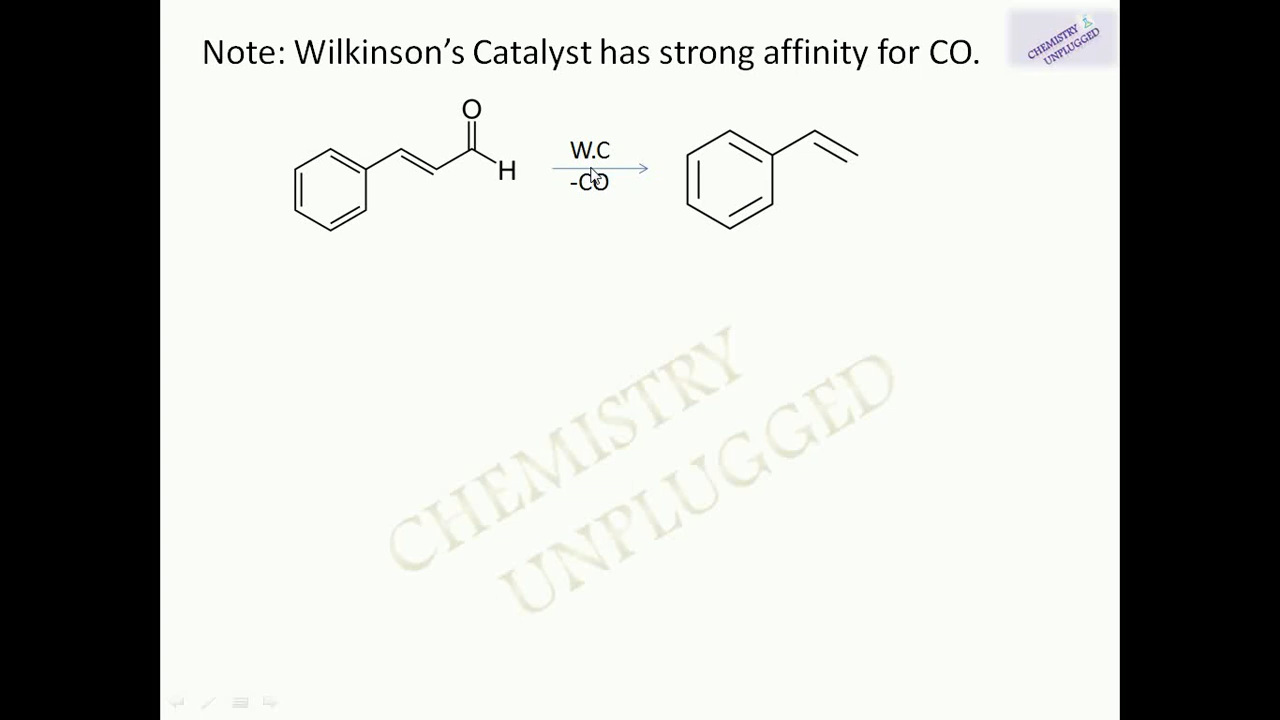 Note: Wilkinson’s Catalyst has strong affinity for CO.
CHEMISTRY
UNPLUGGED
O
H
W.C
-CO
CHEMISTRY
UNPLUGGED